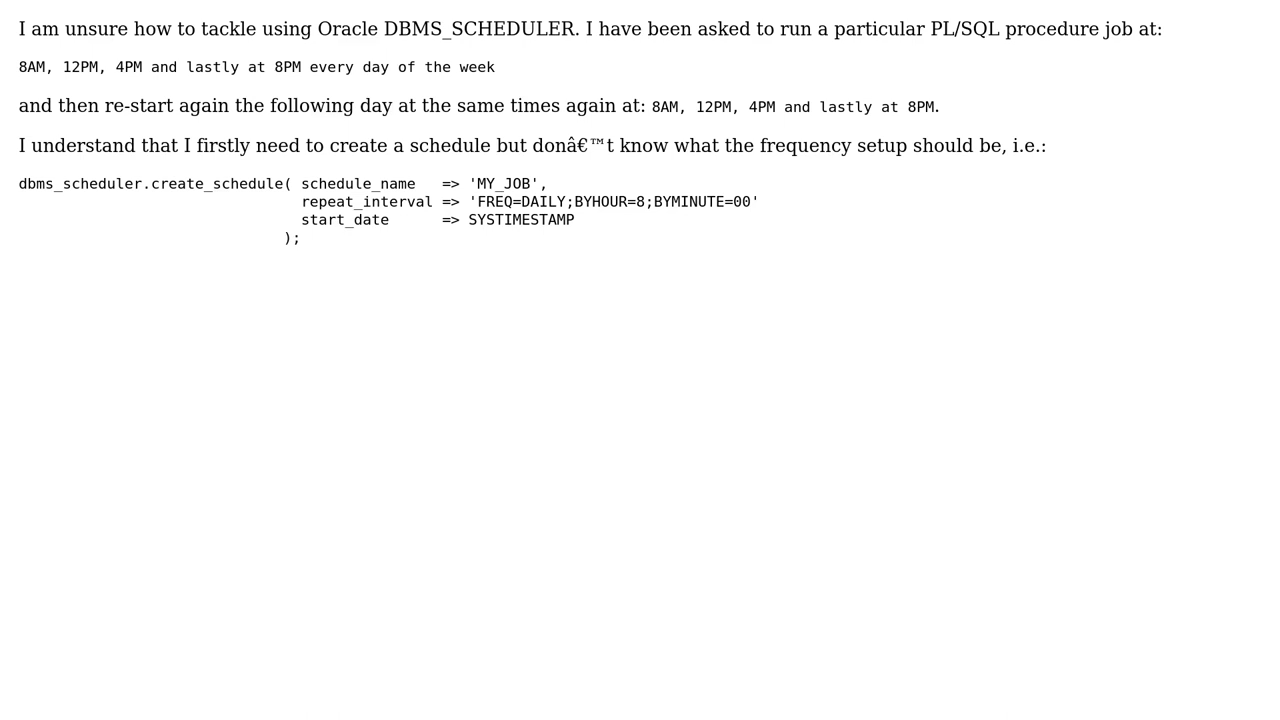 I am unsure how to tackle using Oracle DBMS_SCHEDULER. I have been asked to run a particular PL/SQL procedure job at:
8AM, 12PM, 4PM and lastly at 8PM every day of the week
and then re-start again the following day at the same times again at: 8AM, 12PM, 4PM and lastly at 8PM.
I understand that I firstly need to create a schedule but donâ€™t know what the frequency setup should be, i.e.:
dbms_scheduler.create_schedule( schedule_name   => 'MY_JOB',
                                repeat_interval => 'FREQ=DAILY;BYHOUR=8;BYMINUTE=00'
                                start_date      => SYSTIMESTAMP
                              );